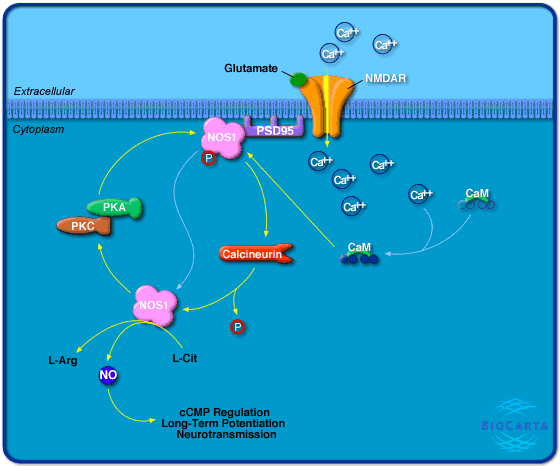 Ca++
Ca++
Ca++
Glutamate
NMDAR
Extracellular
Cytoplasm
NOS1
PSD95
P
Ca++
Ca++
Ca++
Ca++
Ca++
CaM
PKA
PKC
Calcineurin
CaM
NOS1
P
L-Arg
L-Cit
NO
cCMP Regulation
Long-Term Potentiation
Neurotransmission
BIOCARTA